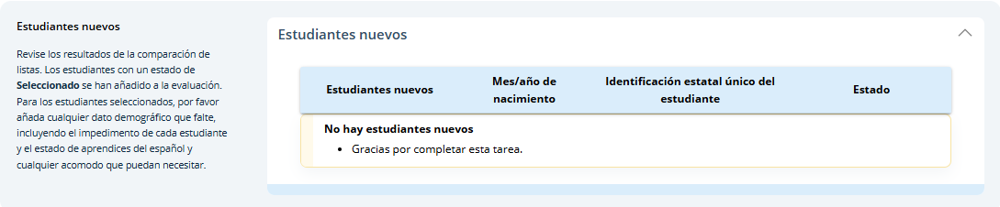 Estudiantes nuevos
Revise los resultados de la comparación de
listas. Los estudiantes con un estado de
Seleccionado se han añadido a la evaluación.
Para los estudiantes seleccionados, por favor
añada cualquier dato demográfico que falte,
incluyendo el impedimento de cada estudiante
y el estado de aprendices del español y
cualquier acomodo que puedan necesitar.
Estudiantes nuevos
Estudiantes nuevos
Mes/año de
nacimiento
Identificación estatal único del
estudiante
Estado
No hay estudiantes nuevos
• Gracias por completar esta tarea.